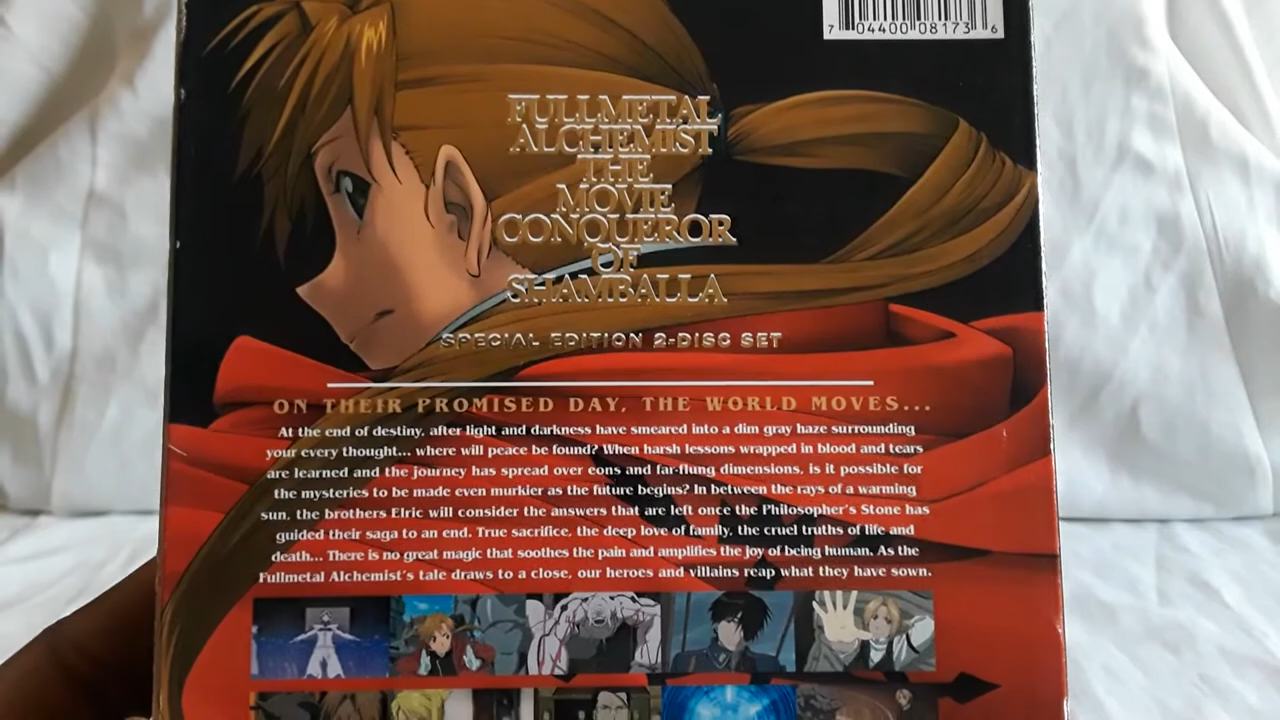 7 04400 08173 6
FULLMETAL
ALCHEMIST
THE
MOVIE
CONQUEROR
OF
SHAMBALLA
SPECIAL EDITION 2-DISC SET
ON THEIR PROMISED DAY, THE WORLD MOVES...
At the end of destiny, after light and darkness have smeared into a dim gray haze surrounding
your every thought... where will peace be found? When harsh lessons wrapped in blood and tears
are learned and the journey has spread over eons and far-flung dimensions, is it possible for
the mysteries to be made even murkier as the future begins? In between the rays of a warming
sun, the brothers Elric will consider the answers that are left once the Philosopher's Stone has
guided their saga to an end. True sacrifice, the deep love of family, the cruel truths of life and
death... There is no great magic that soothes the pain and amplifies the joy of being human. As the
Fullmetal Alchemist's tale draws to a close, our heroes and villains reap what they have sown.